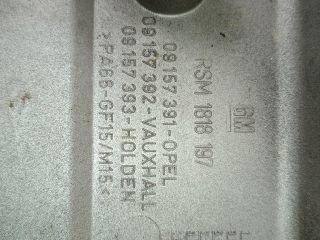 GM
RSM 1818 197
09 157 391-OPEL
09 157 392-VAUXHALL
09 157 393-HOLDEN
>PA66-GF15/M15<